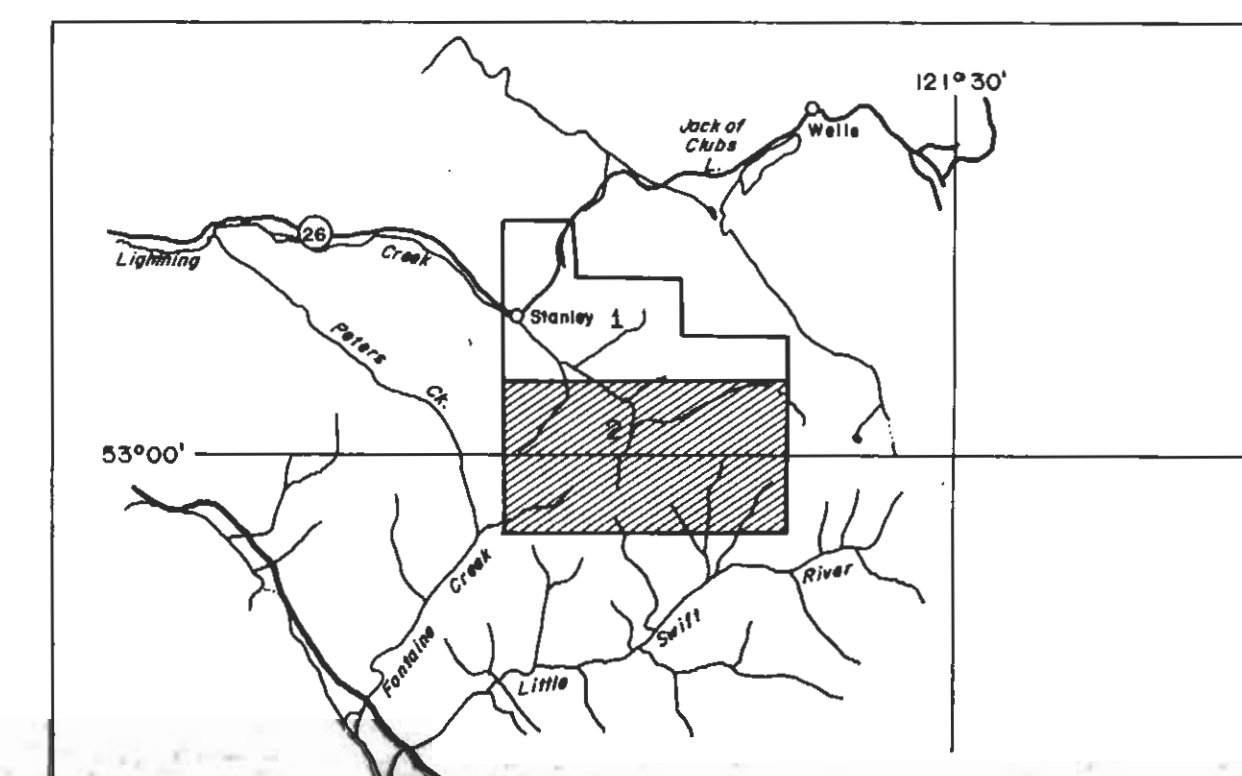 121°30'
Jack of
Clubs
L.
Wells
26
Lightning
Creek
Stanley 1
Peters
Ck.
2
53°00'
Creek
Fontaine
River
Swift
Little